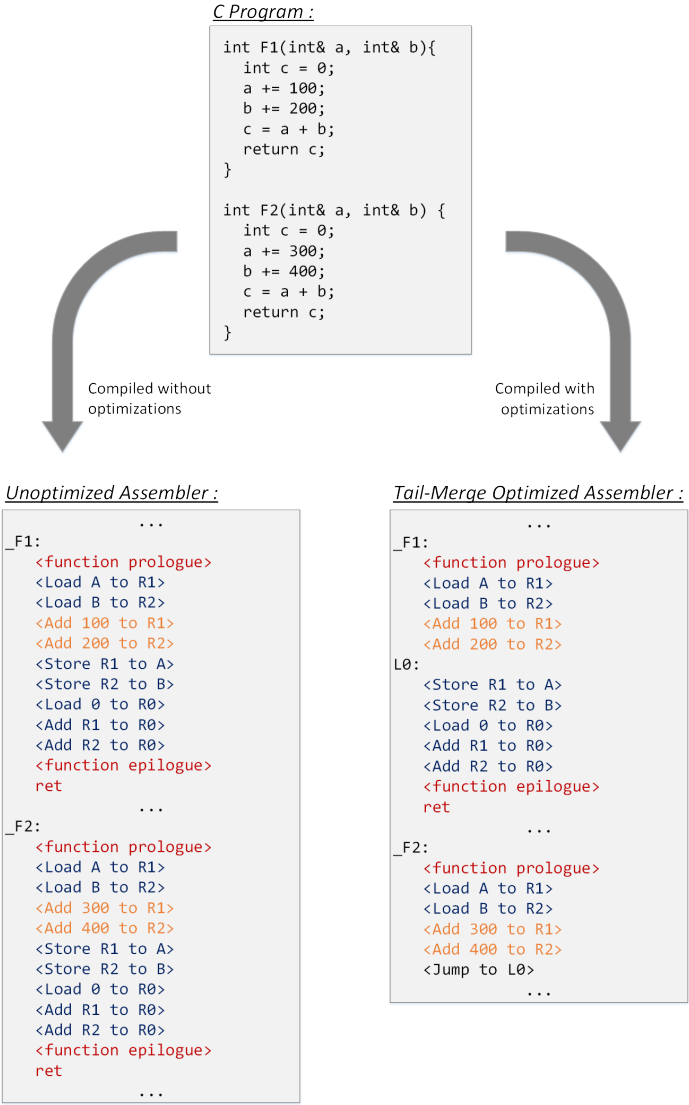 C Program :
int F1(int& a, int& b){
int c = 0;
a += 100;
b += 200;
c = a + b;
return c;
}
int F2(int& a, int& b) {
int c = 0;
a += 300;
b += 400;
c = a + b;
return c;
}
Compiled without
optimizations
Compiled with
optimizations
Unoptimized Assembler :
...
_F1:
<function prologue>
<Load A to R1>
<Load B to R2>
<Add 100 to R1>
<Add 200 to R2>
<Store R1 to A>
<Store R2 to B>
<Load 0 to R0>
<Add R1 to R0>
<Add R2 to R0>
<function epilogue>
ret
...
_F2:
<function prologue>
<Load A to R1>
<Load B to R2>
<Add 300 to R1>
<Add 400 to R2>
<Store R1 to A>
<Store R2 to B>
<Load 0 to R0>
<Add R1 to R0>
<Add R2 to R0>
<function epilogue>
ret
...
Tail-Merge Optimized Assembler :
...
_F1:
<function prologue>
<Load A to R1>
<Load B to R2>
<Add 100 to R1>
<Add 200 to R2>
L0:
<Store R1 to A>
<Store R2 to B>
<Load 0 to R0>
<Add R1 to R0>
<Add R2 to R0>
<function epilogue>
ret
...
_F2:
<function prologue>
<Load A to R1>
<Load B to R2>
<Add 300 to R1>
<Add 400 to R2>
<Jump to L0>
...